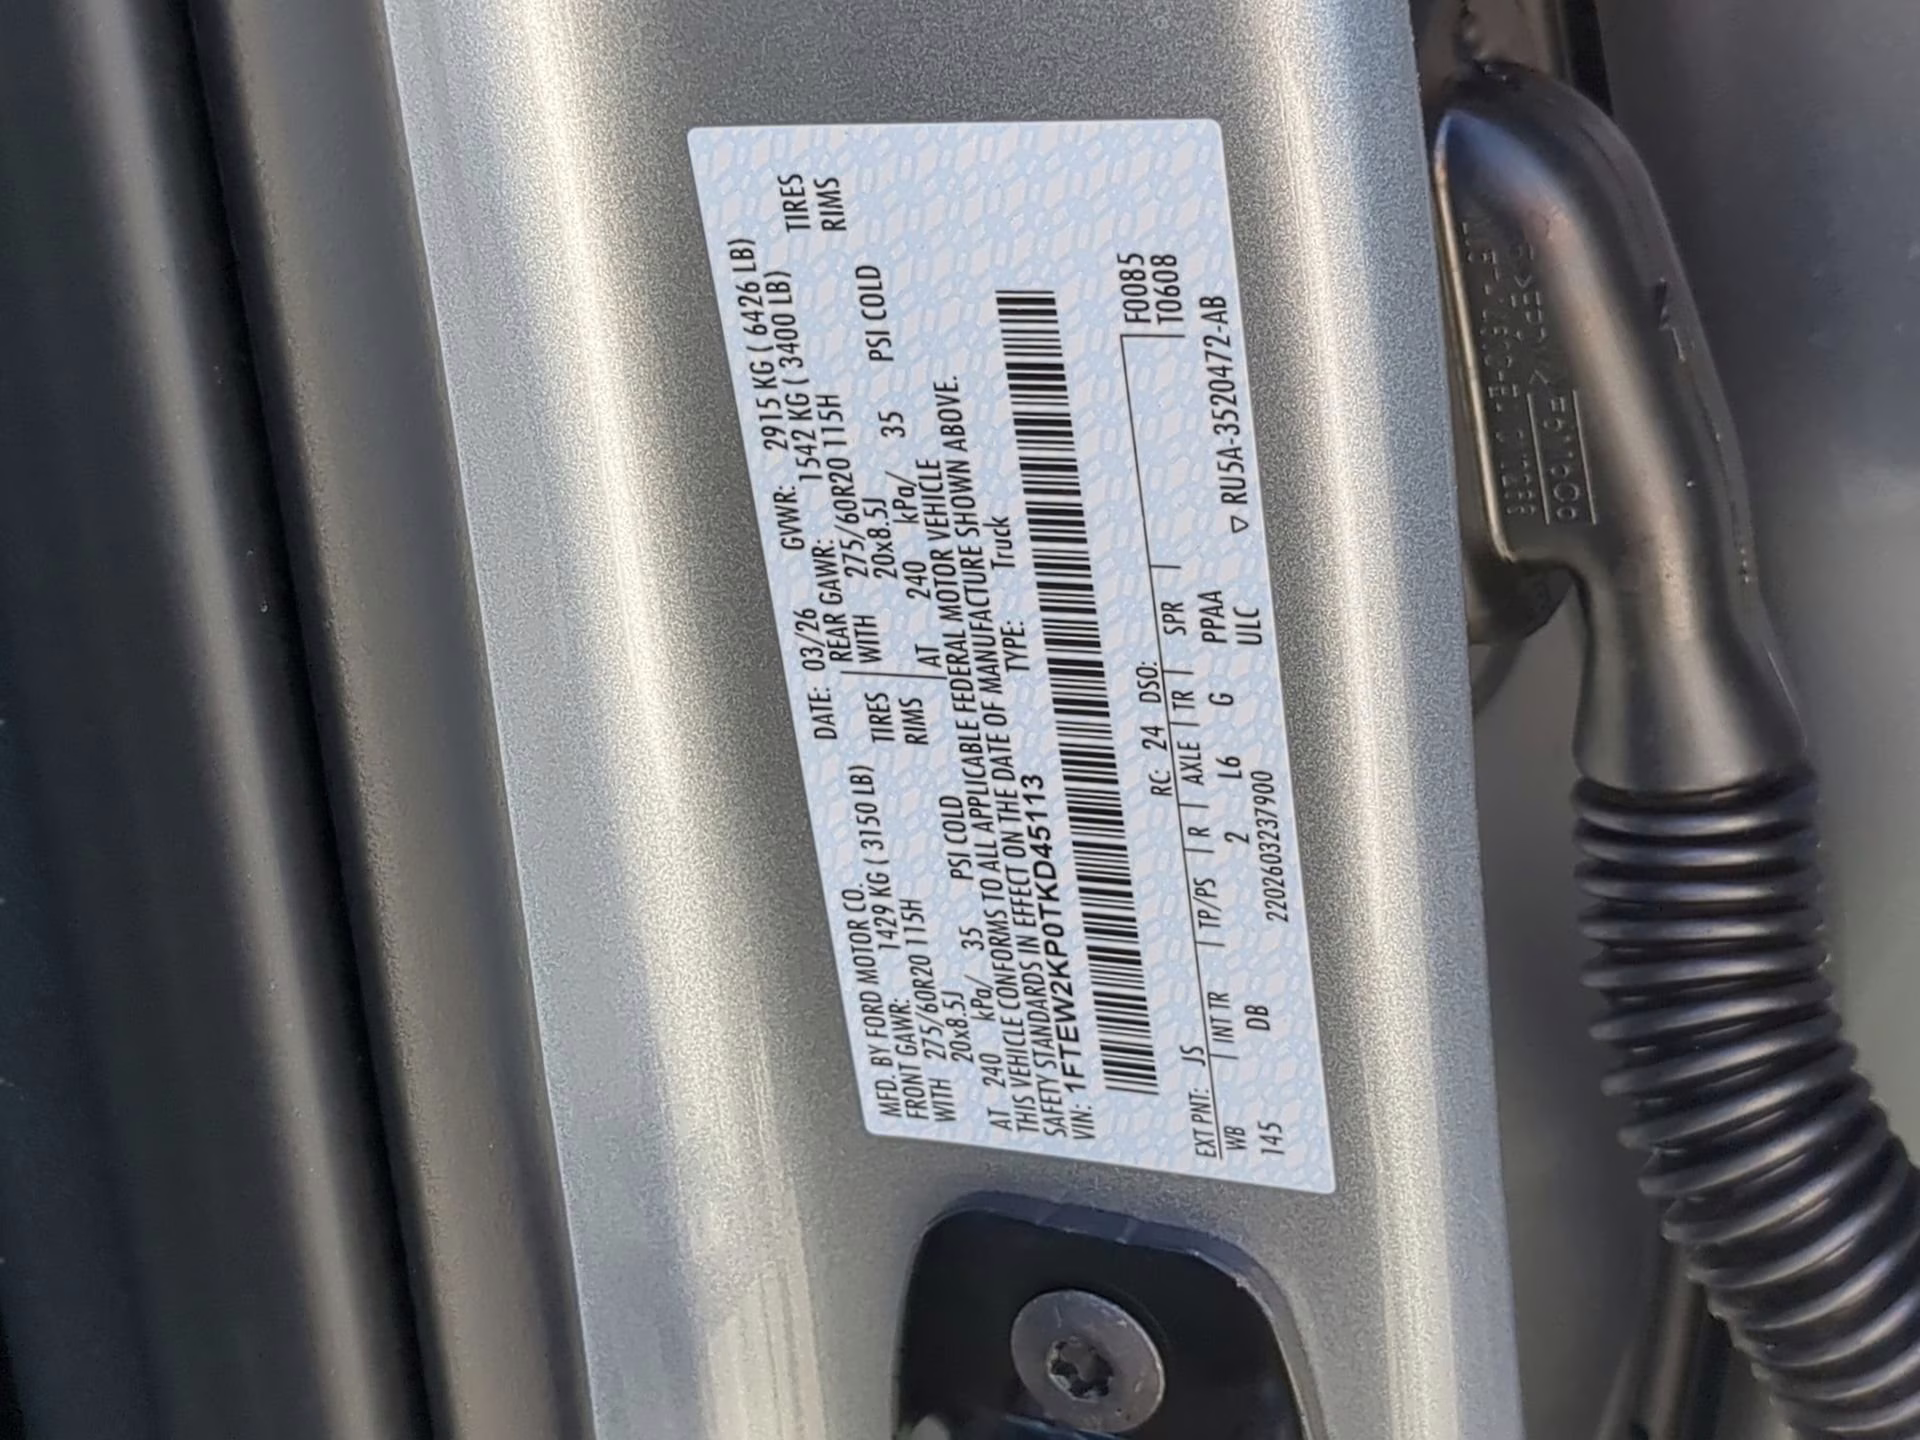 MFD. BY FORD MOTOR CO. DATE: 03/26 GVWR: 2915 KG ( 6426 LB)
FRONT GAWR: 1429 KG ( 3150 LB) REAR GAWR: 1542 KG ( 3400 LB)
WITH 275/60R20 115H TIRES WITH 275/60R20 115H TIRES
20x8.5J RIMS 20x8.5J RIMS
AT 240 kPa/ 35 PSI COLD AT 240 kPa/ 35 PSI COLD
THIS VEHICLE CONFORMS TO ALL APPLICABLE FEDERAL MOTOR VEHICLE
SAFETY STANDARDS IN EFFECT ON THE DATE OF MANUFACTURE SHOWN ABOVE.
VIN: 1FTEW2KP0TKD45113 TYPE: Truck
F0085
EXT PNT: JS RC: 24 DSO: T0608
WB INT TR TP/PS R AXLE TR SPR
145 DB 2 L6 G PPAA ▽ RU5A-3520472-AB
2202603237900 ULC